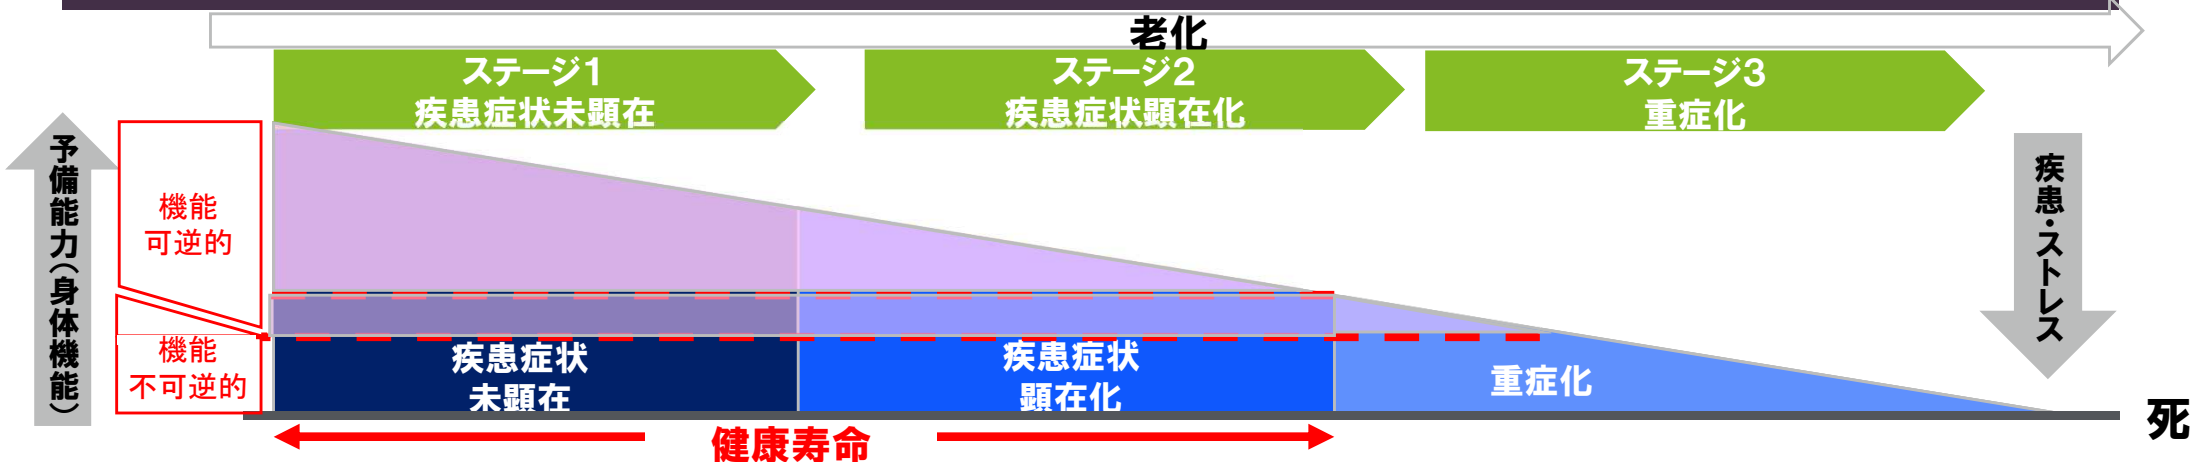 老化
ステージ1
疾患症状未顕在
ステージ2
疾患症状顕在化
ステージ3
重症化
予備能力(身体機能)
機能
可逆的
機能
不可逆的
疾患症状
未顕在
疾患症状
顕在化
重症化
疾患・ストレス
健康寿命
死